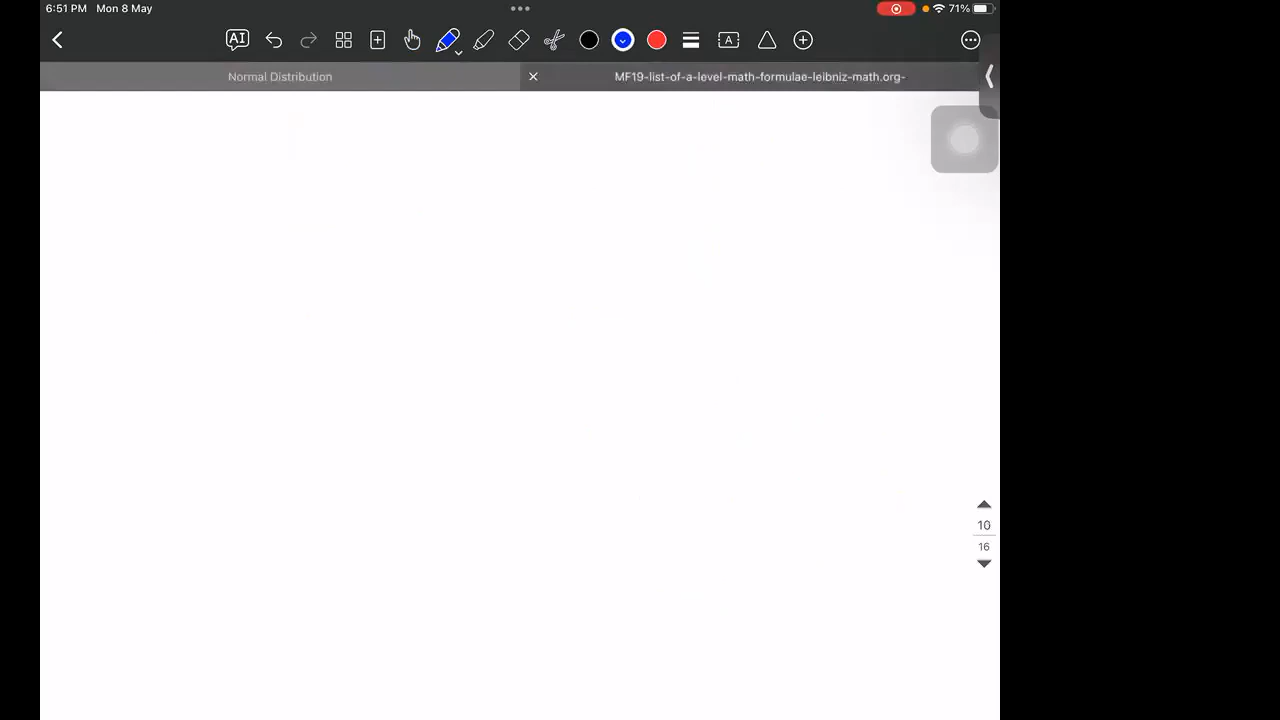 6:51 PM Mon 8 May
71%
AI
A
Normal Distribution
MF19-list-of-a-level-math-formulae-leibniz-math.org-
10
16